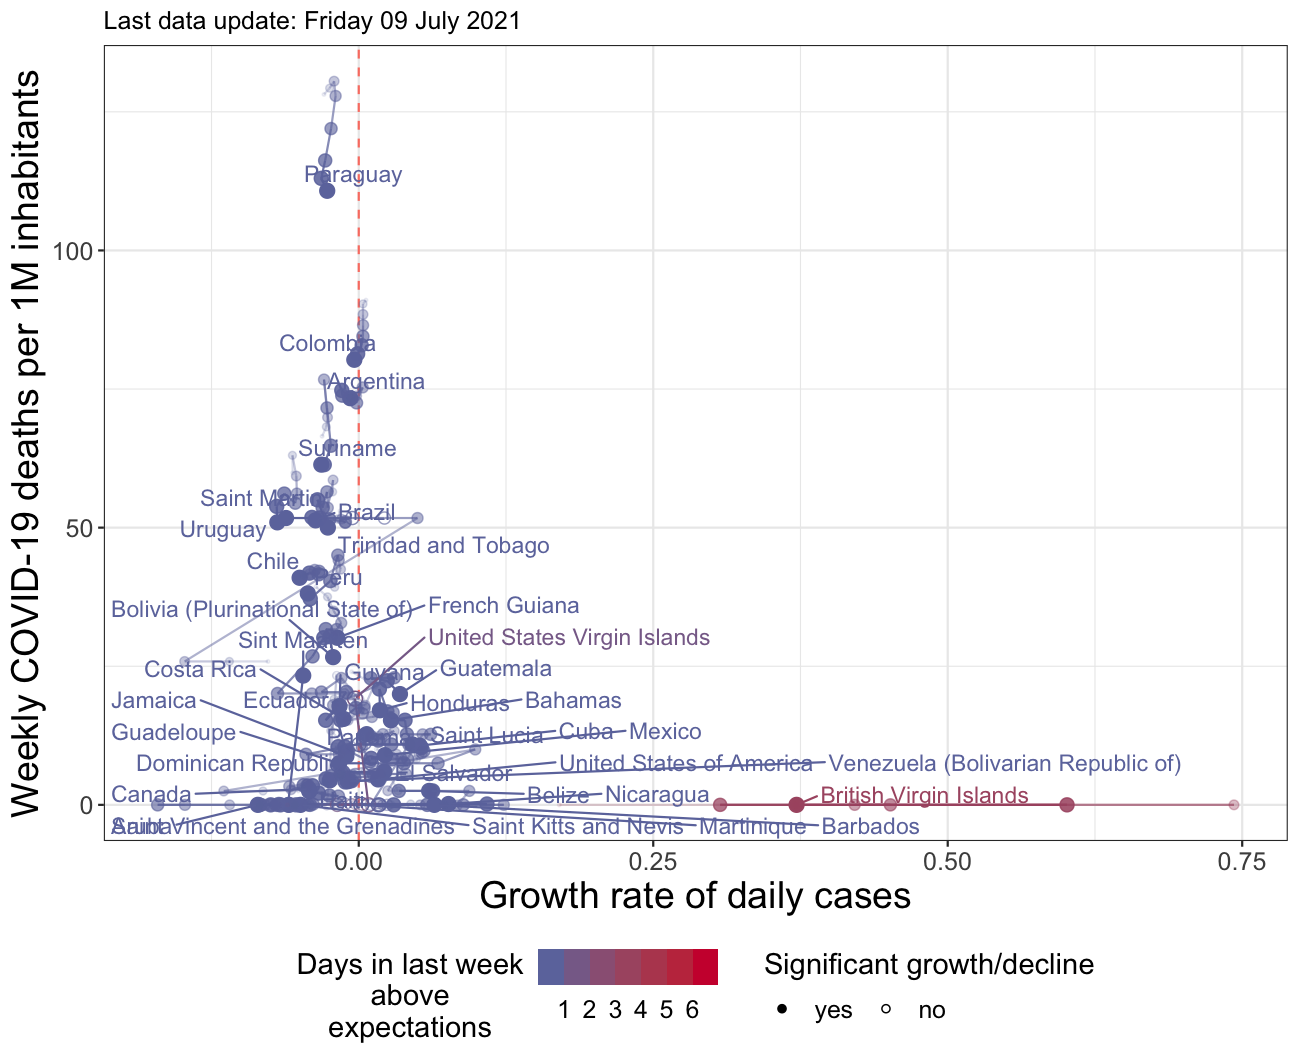 Last data update: Friday 09 July 2021
Weekly COVID-19 deaths per 1M inhabitants
100
50
0
Paraguay
Colombia
Argentina
Suriname
Saint Martin
Brazil
Uruguay
Trinidad and Tobago
Chile
Peru
Bolivia (Plurinational State of)
French Guiana
Sint Maarten
United States Virgin Islands
Costa Rica
Guyana
Guatemala
Jamaica
Ecuador
Honduras
Bahamas
Guadeloupe
Panama
Saint Lucia
Cuba
Mexico
Dominican Republic
El Salvador
United States of America
Venezuela (Bolivarian Republic of)
Canada
Haiti
Belize
Nicaragua
British Virgin Islands
Aruba
Saint Vincent and the Grenadines
Saint Kitts and Nevis
Martinique
Barbados
0.00
0.25
0.50
0.75
Growth rate of daily cases
Days in last week
above
expectations
1 2 3 4 5 6
Significant growth/decline
yes
no